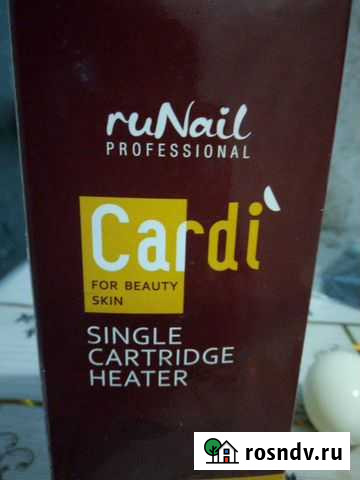 ruNail
PROFESSIONAL
Cardi
FOR BEAUTY
SKIN
SINGLE
CARTRIDGE
HEATER
rosndv.ru